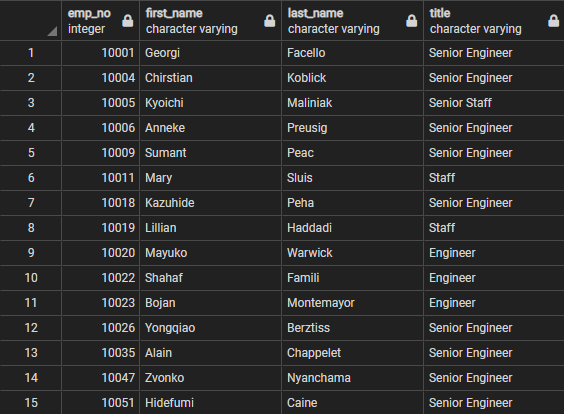 emp_no first_name last_name title
integer character varying character varying character varying
1 10001 Georgi Facello Senior Engineer
2 10004 Chirstian Koblick Senior Engineer
3 10005 Kyoichi Maliniak Senior Staff
4 10006 Anneke Preusig Senior Engineer
5 10009 Sumant Peac Senior Engineer
6 10011 Mary Sluis Staff
7 10018 Kazuhide Peha Senior Engineer
8 10019 Lillian Haddadi Staff
9 10020 Mayuko Warwick Engineer
10 10022 Shahaf Famili Engineer
11 10023 Bojan Montemayor Engineer
12 10026 Yongqiao Berztiss Senior Engineer
13 10035 Alain Chappelet Senior Engineer
14 10047 Zvonko Nyanchama Senior Engineer
15 10051 Hidefumi Caine Senior Engineer